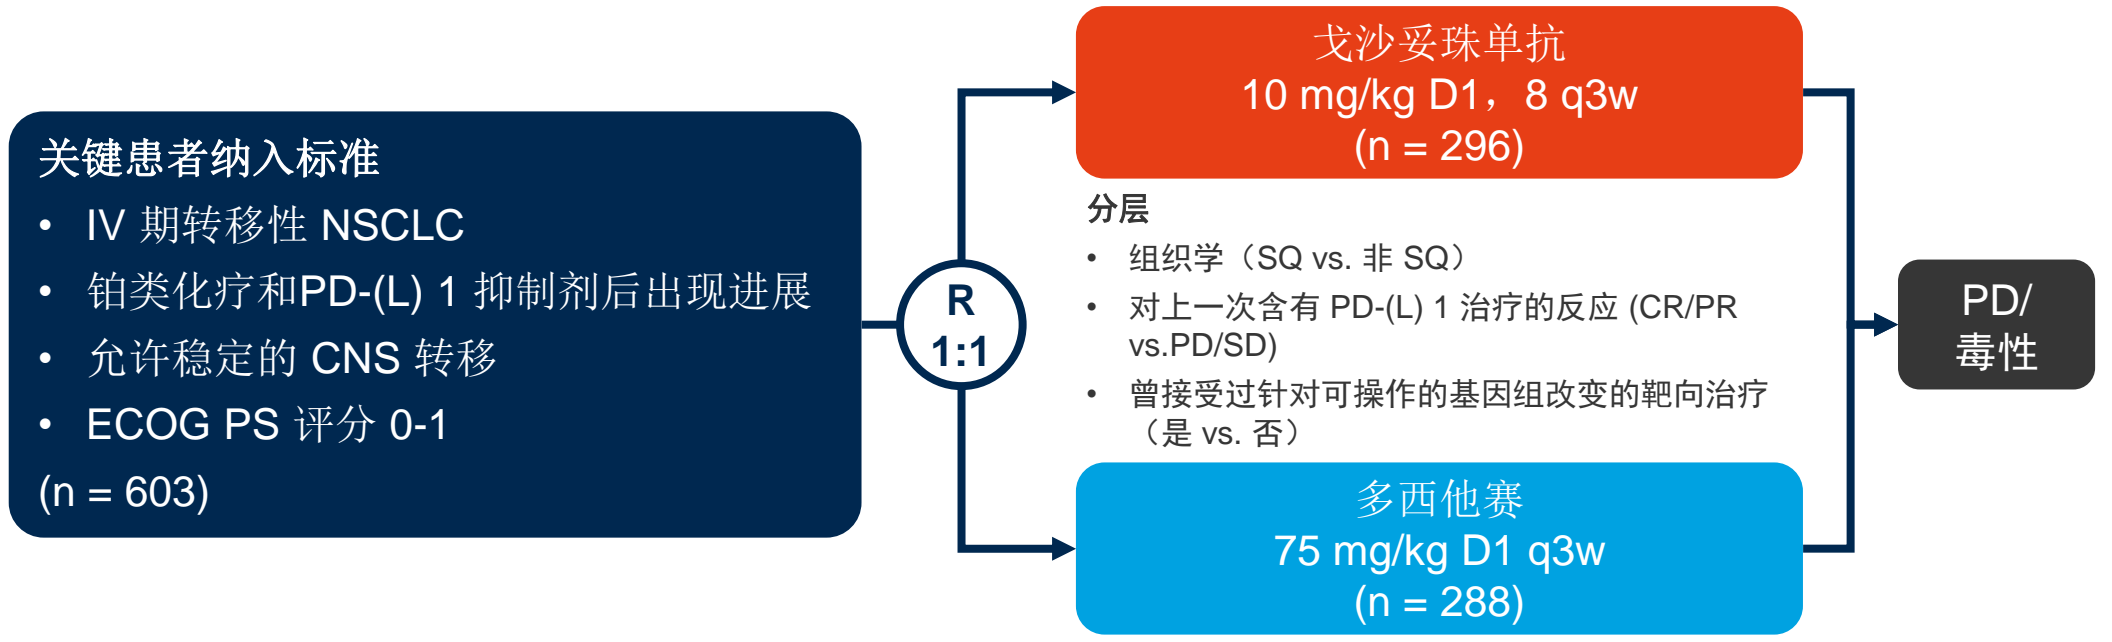 关键患者纳入标准
• IV 期转移性 NSCLC
• 铂类化疗和PD-(L) 1 抑制剂后出现进展
• 允许稳定的 CNS 转移
• ECOG PS 评分 0-1
(n = 603)
R
1:1
戈沙妥珠单抗
10 mg/kg D1，8 q3w
(n = 296)
分层
• 组织学（SQ vs. 非 SQ）
• 对上一次含有 PD-(L) 1 治疗的反应 (CR/PR
vs.PD/SD)
• 曾接受过针对可操作的基因组改变的靶向治疗
（是 vs. 否）
多西他赛
75 mg/kg D1 q3w
(n = 288)
PD/
毒性